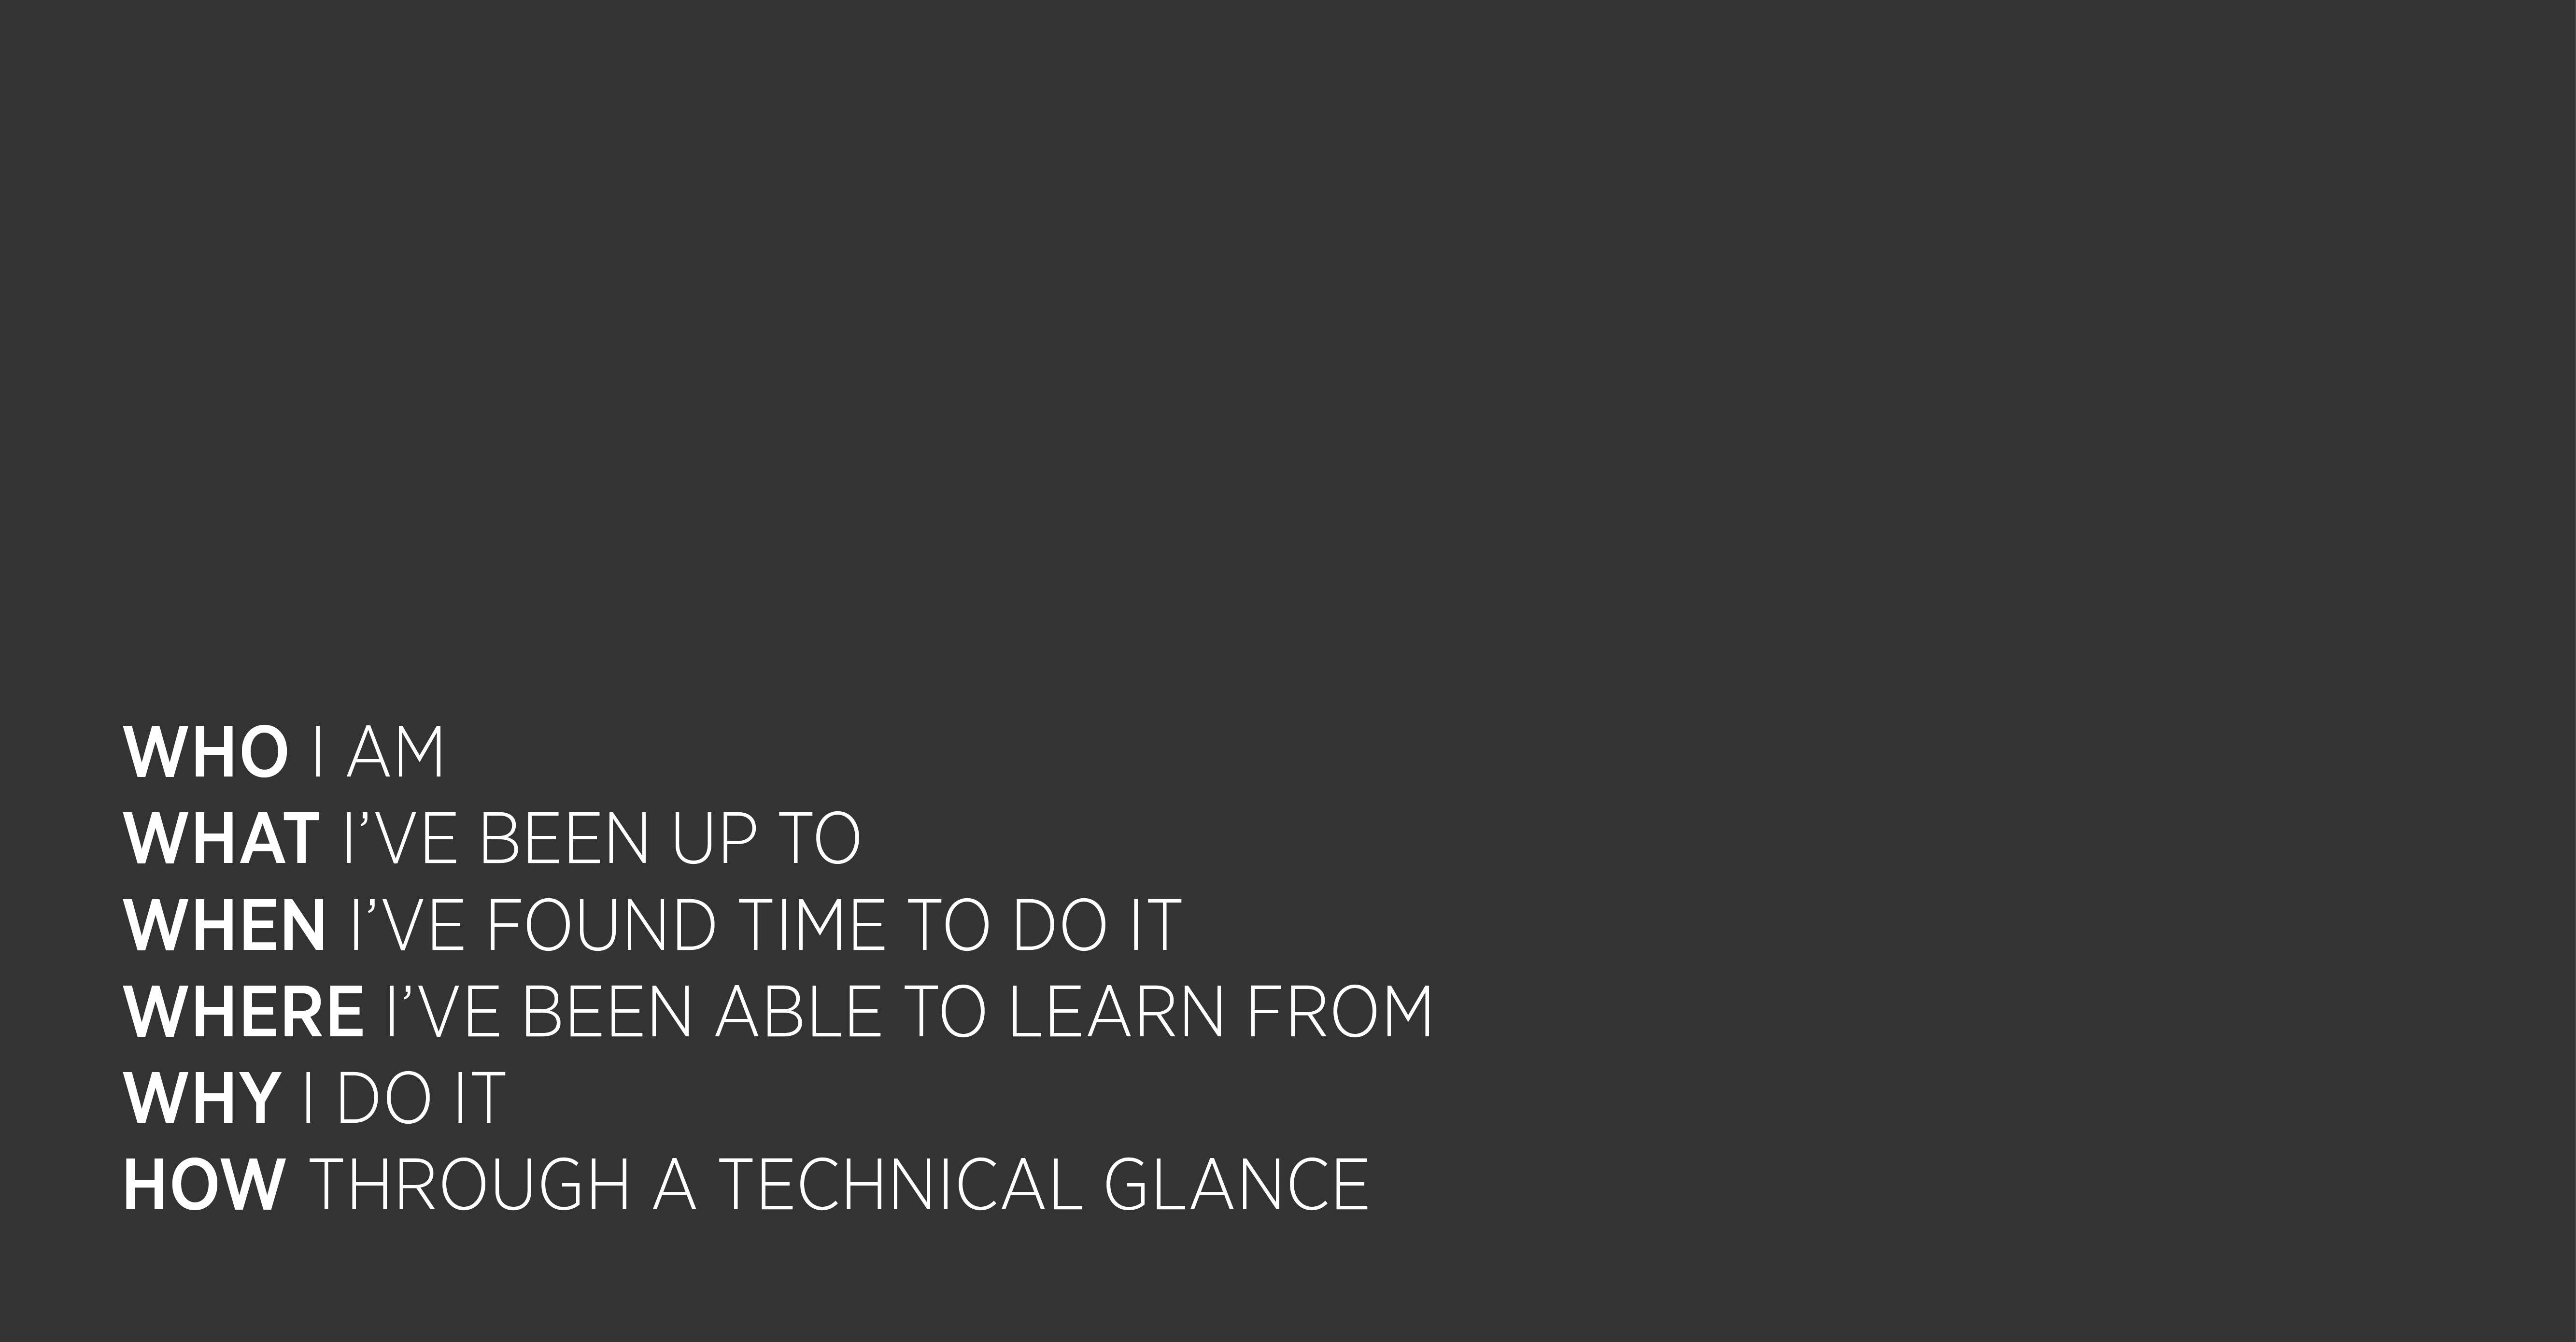 WHO I AM
WHAT I’VE BEEN UP TO
WHEN I’VE FOUND TIME TO DO IT
WHERE I’VE BEEN ABLE TO LEARN FROM
WHY I DO IT
HOW THROUGH A TECHNICAL GLANCE